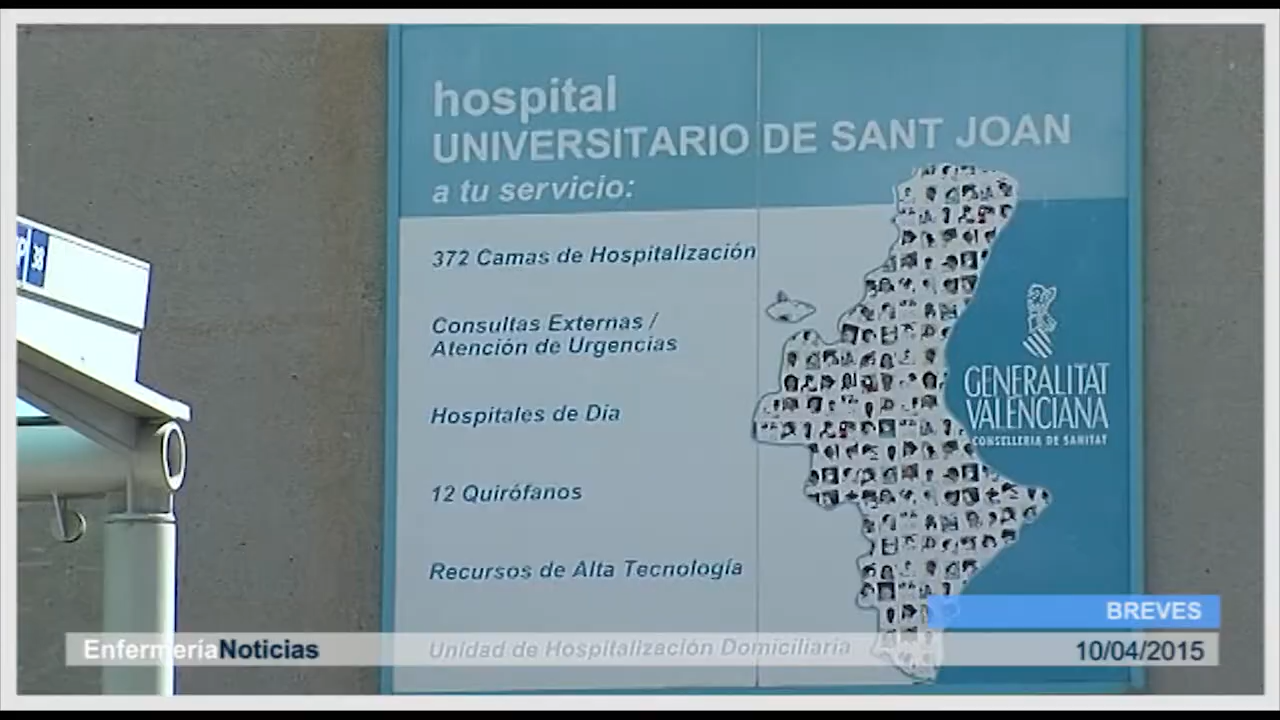 hospital
UNIVERSITARIO DE SANT JOAN
a tu servicio:
372 Camas de Hospitalización
Consultas Externas /
Atención de Urgencias
Hospitales de Día
12 Quirófanos
Recursos de Alta Tecnología
Unidad de Hospitalización Domiciliaria
GENERALITAT
VALENCIANA
CONSELLERIA DE SANITAT
P 38
BREVES
EnfermeríaNoticias
10/04/2015